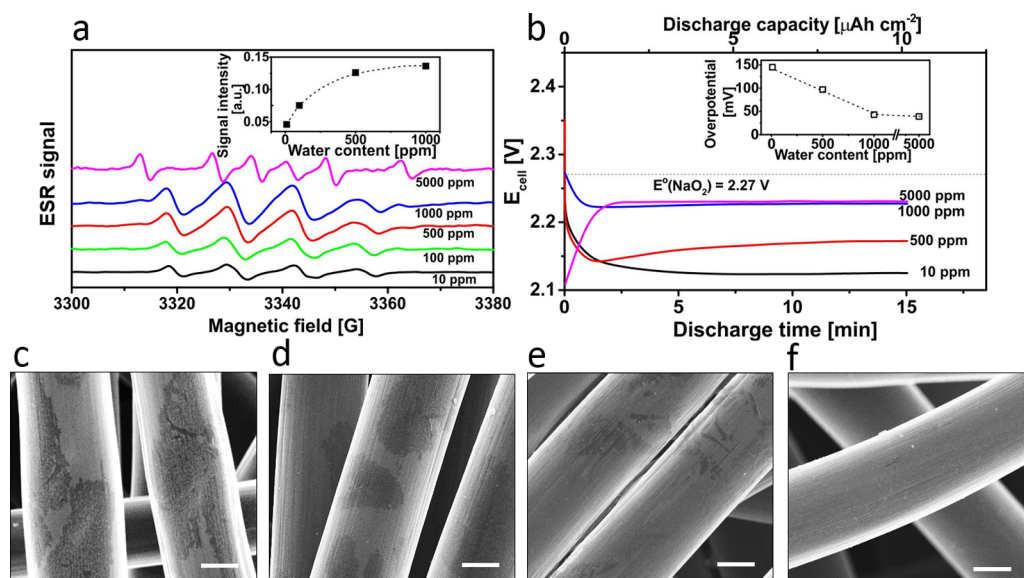 a
ESR signal
Signal intensity
[a.u.]
0.15
0.10
0.05
0
500
1000
Water content [ppm]
5000 ppm
1000 ppm
500 ppm
100 ppm
10 ppm
3300
3320
3340
3360
3380
Magnetic field [G]
b
Discharge capacity [µAh cm-2]
0
5
10
2.4
2.3
2.2
2.1
Ecell [V]
Overpotential
[mV]
150
100
50
0
0
500
1000
5000
Water content [ppm]
Eo(NaO2) = 2.27 V
5000 ppm
1000 ppm
500 ppm
10 ppm
0
5
10
15
Discharge time [min]
c
d
e
f